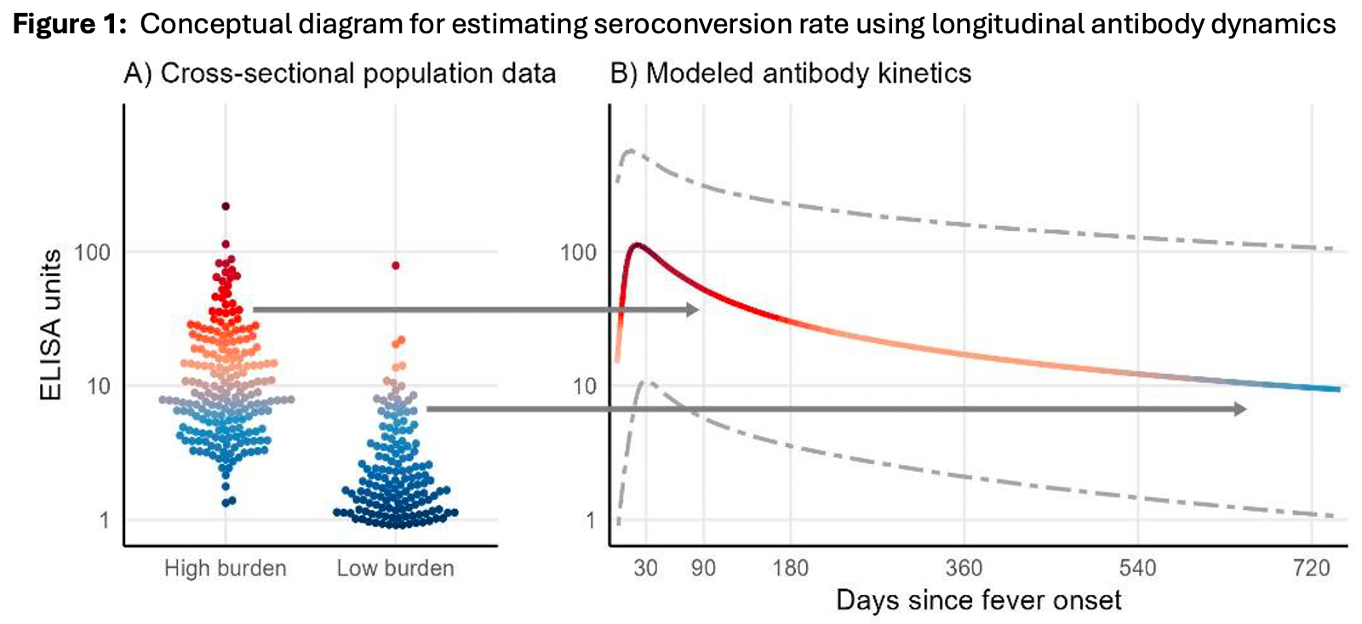 Figure 1: Conceptual diagram for estimating seroconversion rate using longitudinal antibody dynamics
A) Cross-sectional population data
B) Modeled antibody kinetics
ELISA units
100
10
1
High burden
Low burden
100
10
1
30
90
180
360
540
720
Days since fever onset